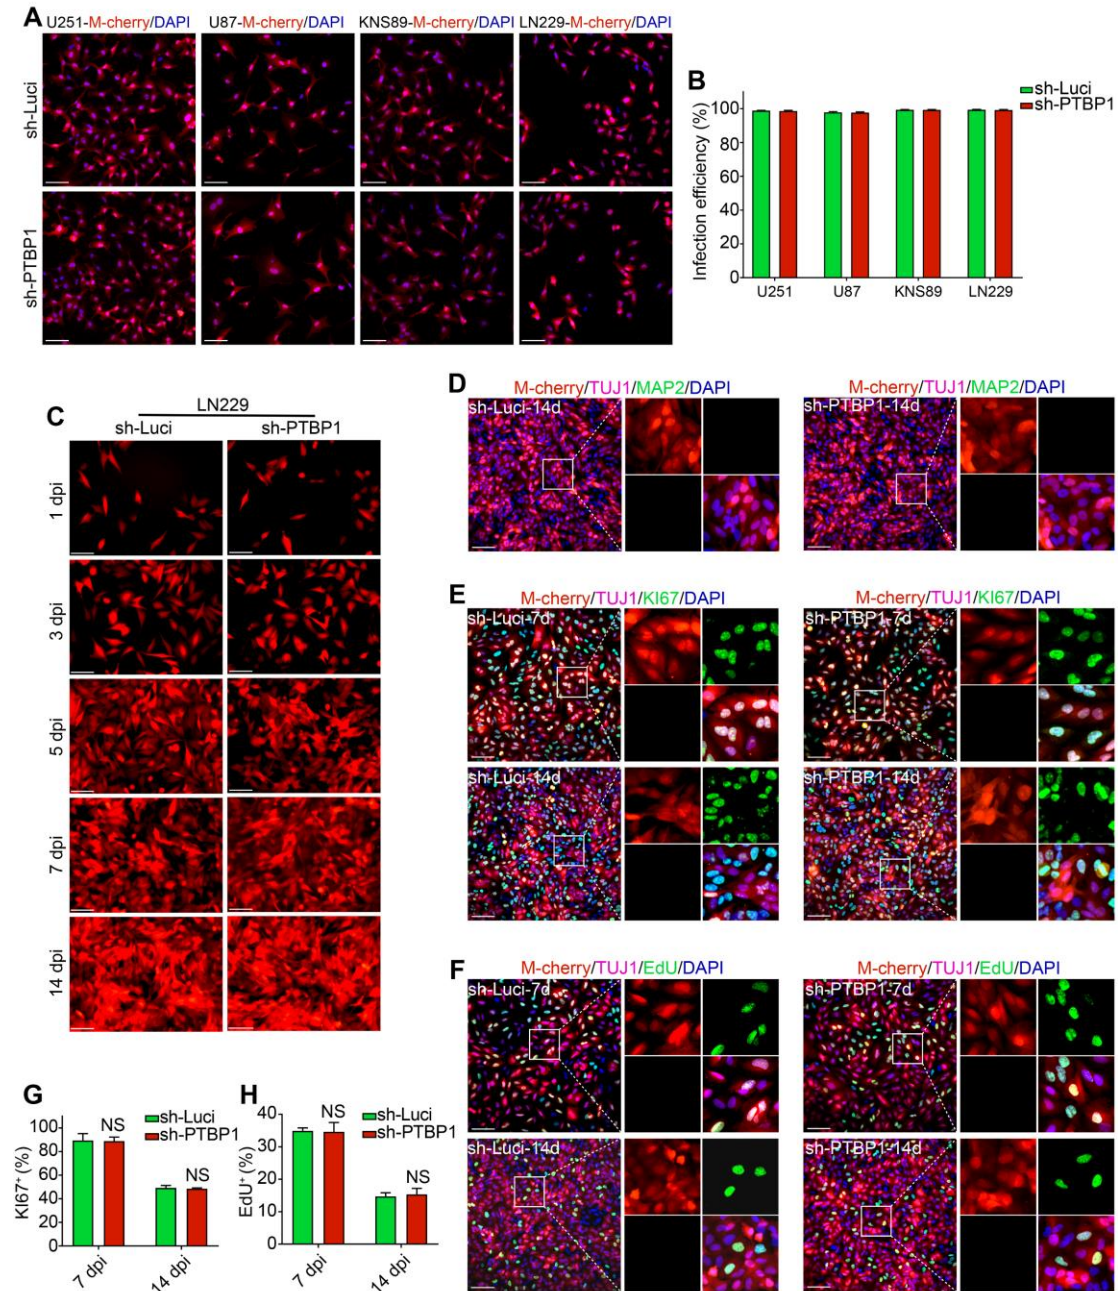 A
U251-M-cherry/DAPI
U87-M-cherry/DAPI
KNS89-M-cherry/DAPI
LN229-M-cherry/DAPI
sh-Luci
sh-PTBP1
B
sh-Luci
sh-PTBP1
Infection efficiency (%)
100
80
60
40
20
0
U251
U87
KNS89
LN229
C
LN229
sh-Luci
sh-PTBP1
1 dpi
3 dpi
5 dpi
7 dpi
14 dpi
D
M-cherry/TUJ1/MAP2/DAPI
M-cherry/TUJ1/MAP2/DAPI
sh-Luci-14d
sh-PTBP1-14d
E
M-cherry/TUJ1/KI67/DAPI
M-cherry/TUJ1/KI67/DAPI
sh-Luci-7d
sh-PTBP1-7d
sh-Luci-14d
sh-PTBP1-14d
F
M-cherry/TUJ1/EdU/DAPI
M-cherry/TUJ1/EdU/DAPI
sh-Luci-7d
sh-PTBP1-7d
sh-Luci-14d
sh-PTBP1-14d
G
sh-Luci
sh-PTBP1
KI67⁺ (%)
100
80
60
40
20
0
NS
NS
7 dpi
14 dpi
H
sh-Luci
sh-PTBP1
EdU⁺ (%)
40
30
20
10
0
NS
NS
7 dpi
14 dpi